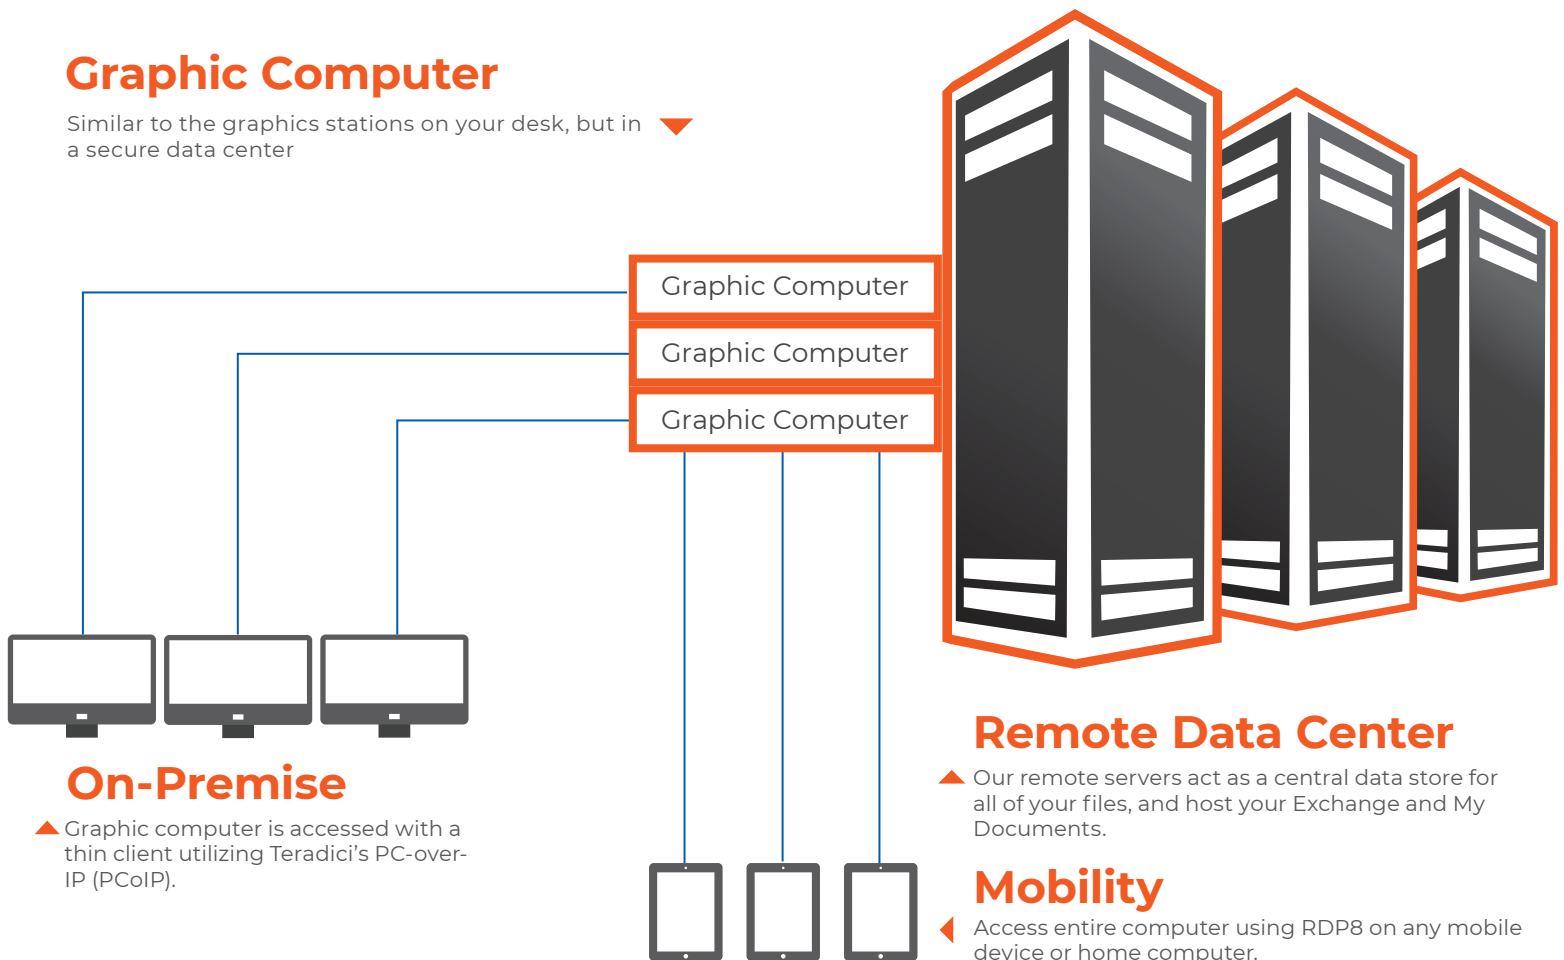 Graphic Computer
Similar to the graphics stations on your desk, but in
a secure data center
Graphic Computer
Graphic Computer
Graphic Computer
On-Premise
Graphic computer is accessed with a
thin client utilizing Teradici’s PC-over-
IP (PCoIP).
Remote Data Center
Our remote servers act as a central data store for
all of your files, and host your Exchange and My
Documents.
Mobility
Access entire computer using RDP8 on any mobile
device or home computer.